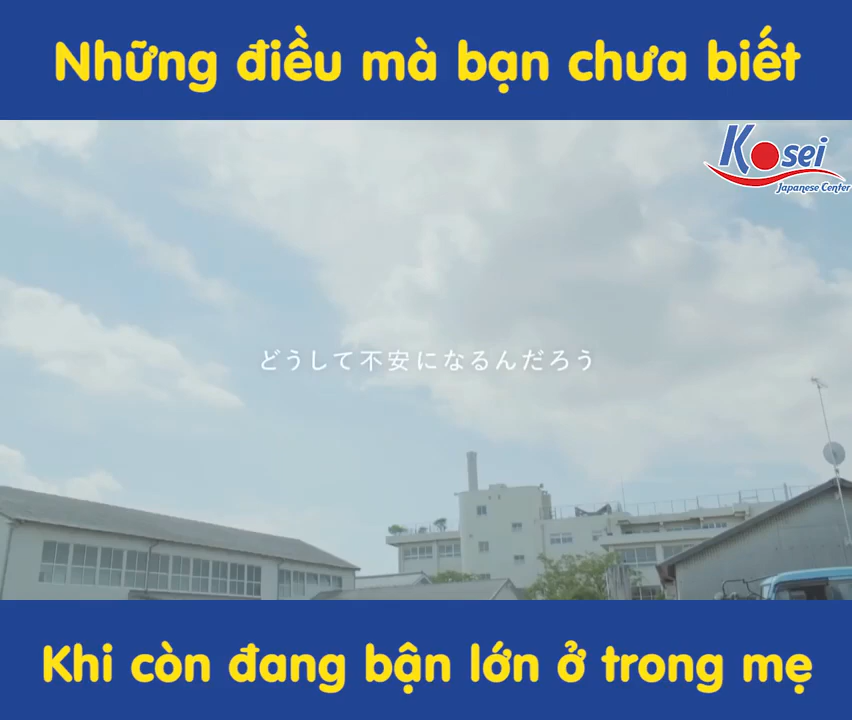 Những điều mà bạn chưa biết
Kosei
Japanese Center
どうして不安になるんだろう
Khi còn đang bận lớn ở trong mẹ